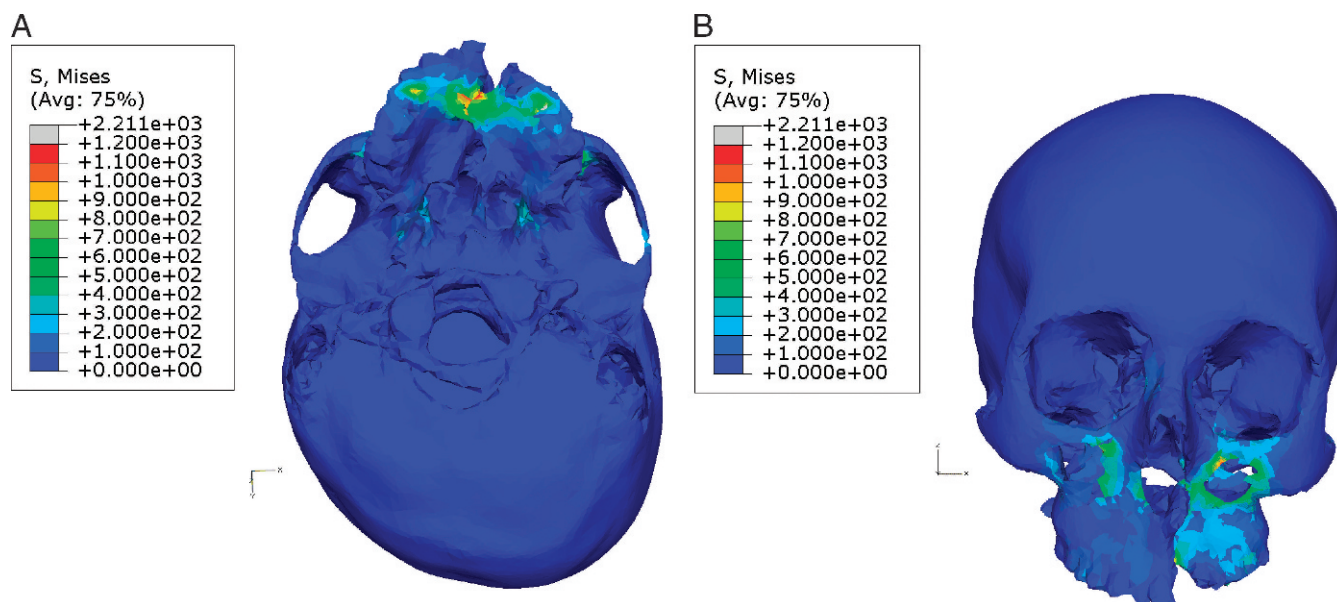 A
S, Mises
(Avg: 75%)
+2.211e+03
+1.200e+03
+1.100e+03
+1.000e+03
+9.000e+02
+8.000e+02
+7.000e+02
+6.000e+02
+5.000e+02
+4.000e+02
+3.000e+02
+2.000e+02
+1.000e+02
+0.000e+00
X
Y
B
S, Mises
(Avg: 75%)
+2.211e+03
+1.200e+03
+1.100e+03
+1.000e+03
+9.000e+02
+8.000e+02
+7.000e+02
+6.000e+02
+5.000e+02
+4.000e+02
+3.000e+02
+2.000e+02
+1.000e+02
+0.000e+00
Z
X